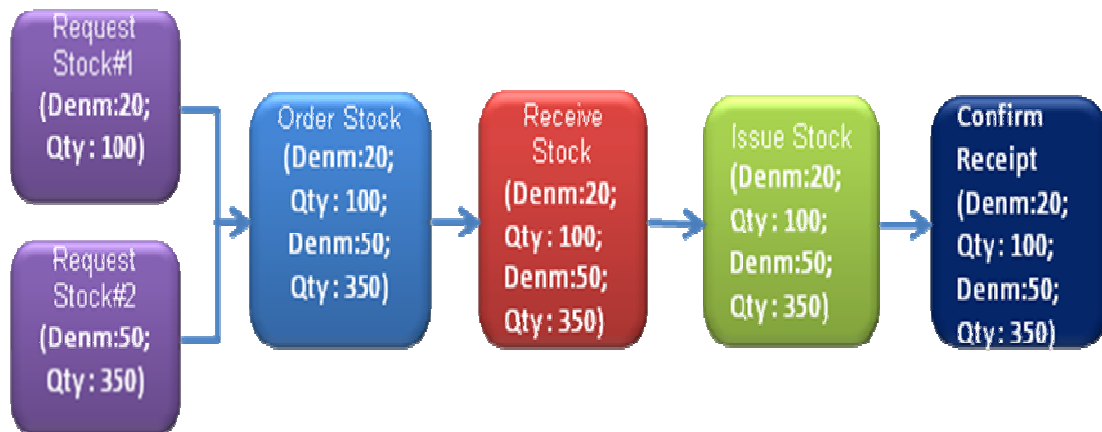 Request
Stock#1
(Denm:20;
Qty : 100)
Request
Stock#2
(Denm:50;
Qty : 350)
Order Stock
(Denm:20;
Qty : 100;
Denm:50;
Qty : 350)
Receive
Stock
(Denm:20;
Qty : 100;
Denm:50;
Qty : 350)
Issue Stock
(Denm:20;
Qty : 100;
Denm:50;
Qty : 350)
Confirm
Receipt
(Denm:20;
Qty : 100;
Denm:50;
Qty : 350)